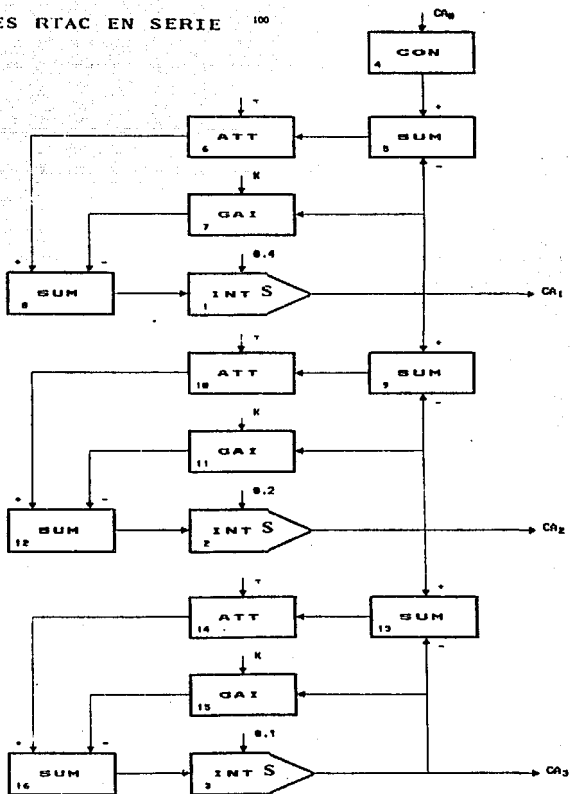 ES RTAC EN SERIE 100
CA0
CON
4
+
τ
ATT
6
SUM
5
-
K
GAI
7
+
-
0.4
SUM
8
INT S
1
CA1
+
τ
ATT
10
SUM
9
-
K
GAI
11
+
-
0.2
SUM
12
INT S
2
CA2
+
τ
ATT
14
SUM
13
-
K
GAI
15
+
-
0.1
SUM
16
INT S
3
CA3